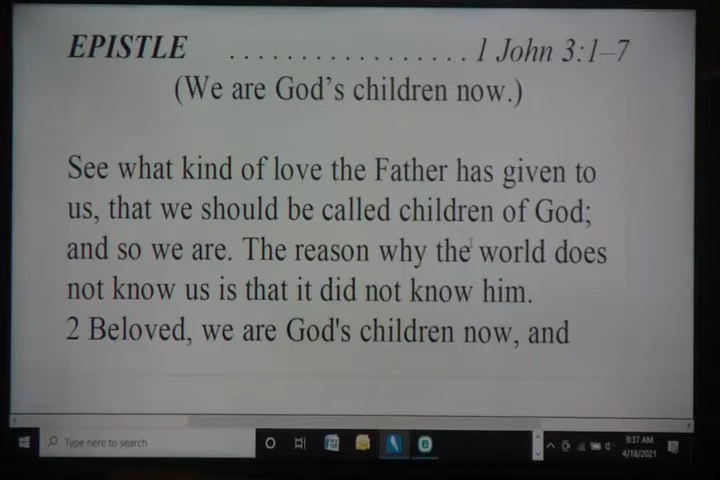 EPISTLE ..................1 John 3:1–7
(We are God’s children now.)
See what kind of love the Father has given to
us, that we should be called children of God;
and so we are. The reason why the world does
not know us is that it did not know him.
2 Beloved, we are God's children now, and
Type here to search
9:37 AM
4/18/2021